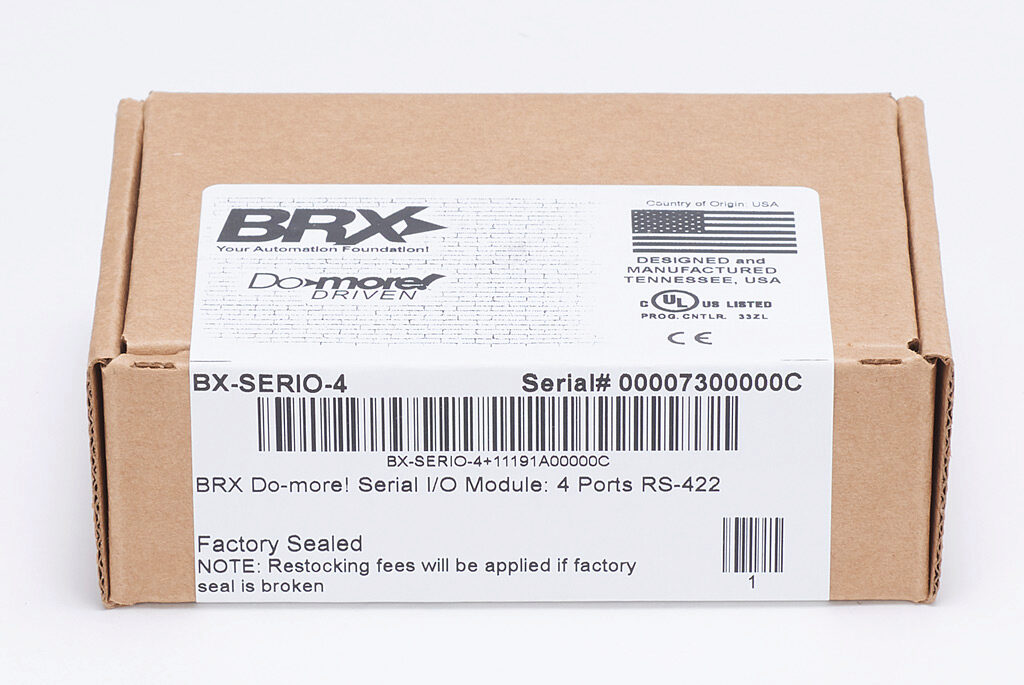 BRX
Your Automation Foundation!
Do-more!
DRIVEN
Country of Origin: USA
DESIGNED and
MANUFACTURED
TENNESSEE, USA
C UL US LISTED
PROG. CNTLR. 33ZL
CE
BX-SERIO-4 Serial# 00007300000C
BX-SERIO-4+11191A00000C
BRX Do-more! Serial I/O Module: 4 Ports RS-422
Factory Sealed
NOTE: Restocking fees will be applied if factory
seal is broken
1